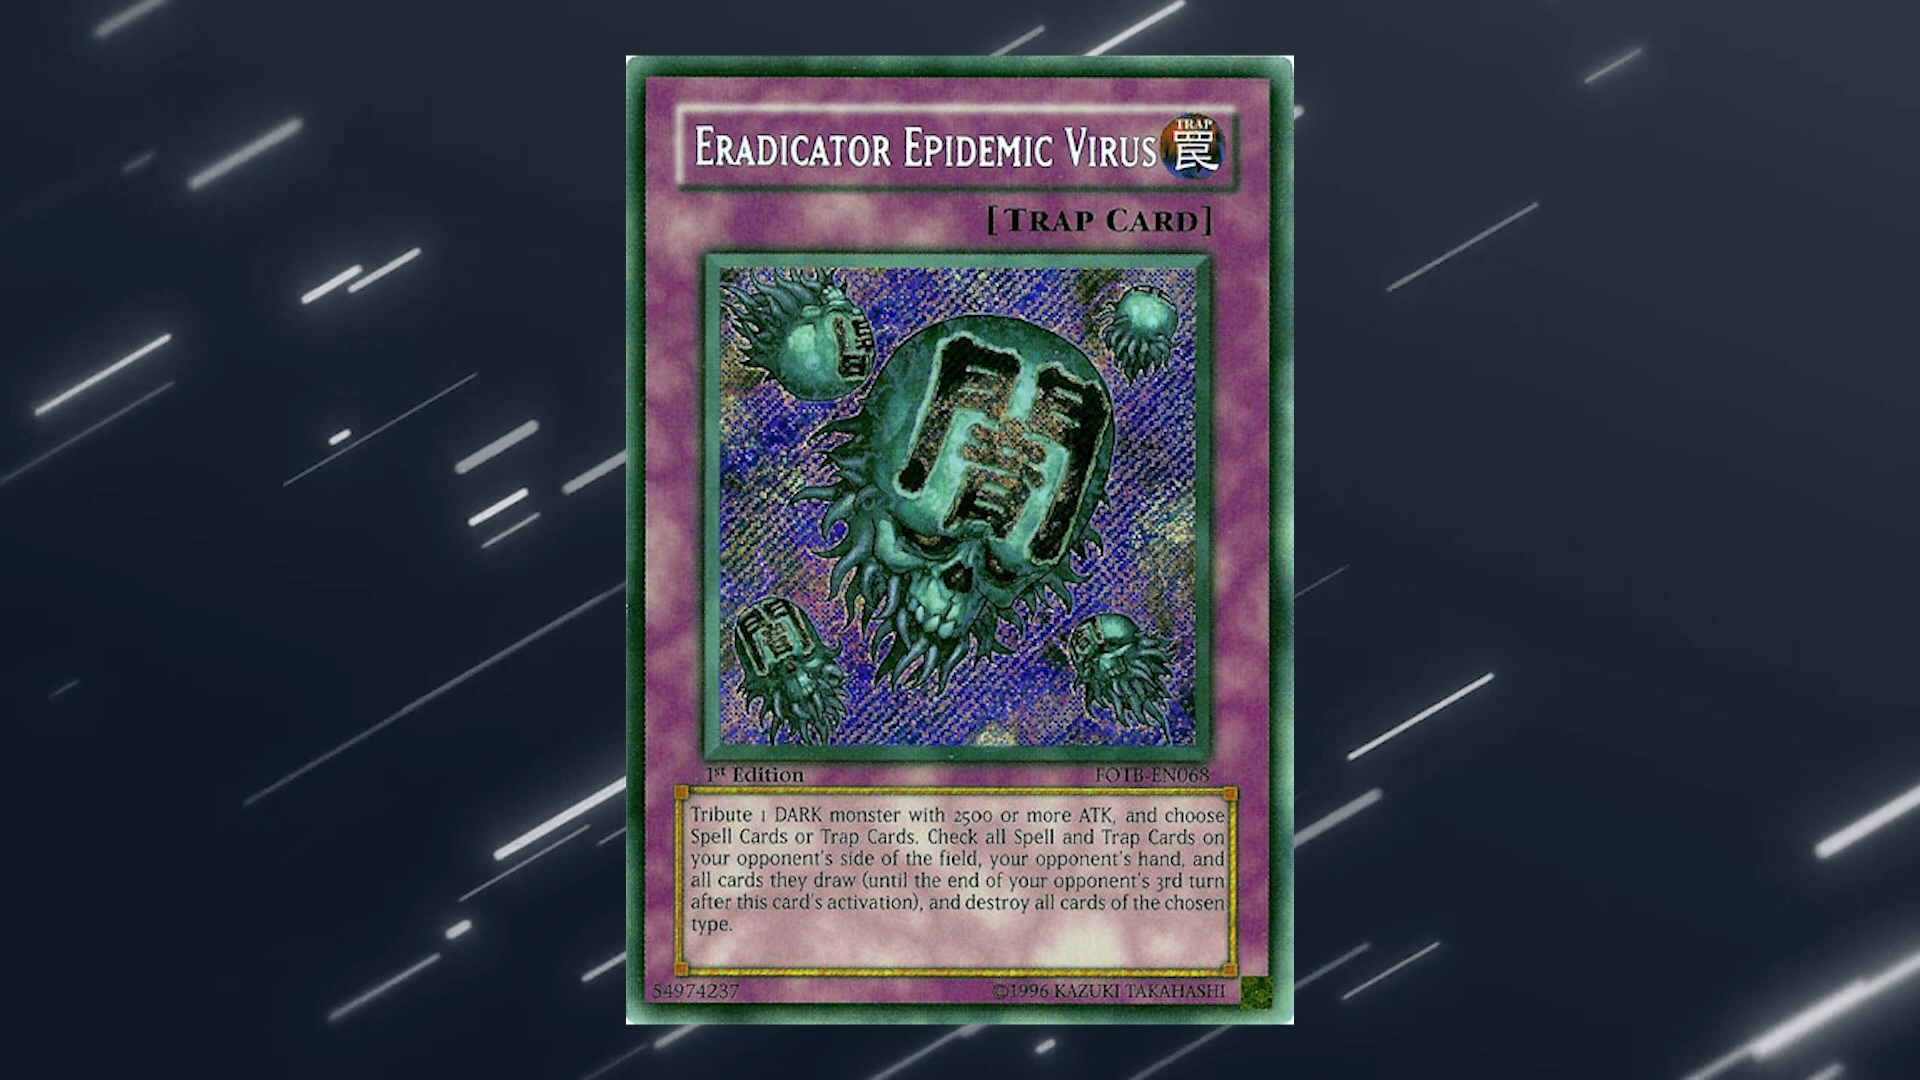 ERADICATOR EPIDEMIC VIRUS
TRAP
罠
[TRAP CARD]
闇
1st Edition
FOTB-EN068
Tribute 1 DARK monster with 2500 or more ATK, and choose
Spell Cards or Trap Cards. Check all Spell and Trap Cards on
your opponent's side of the field, your opponent's hand, and
all cards they draw (until the end of your opponent's 3rd turn
after this card's activation), and destroy all cards of the chosen
type.
54974237
©1996 KAZUKI TAKAHASHI